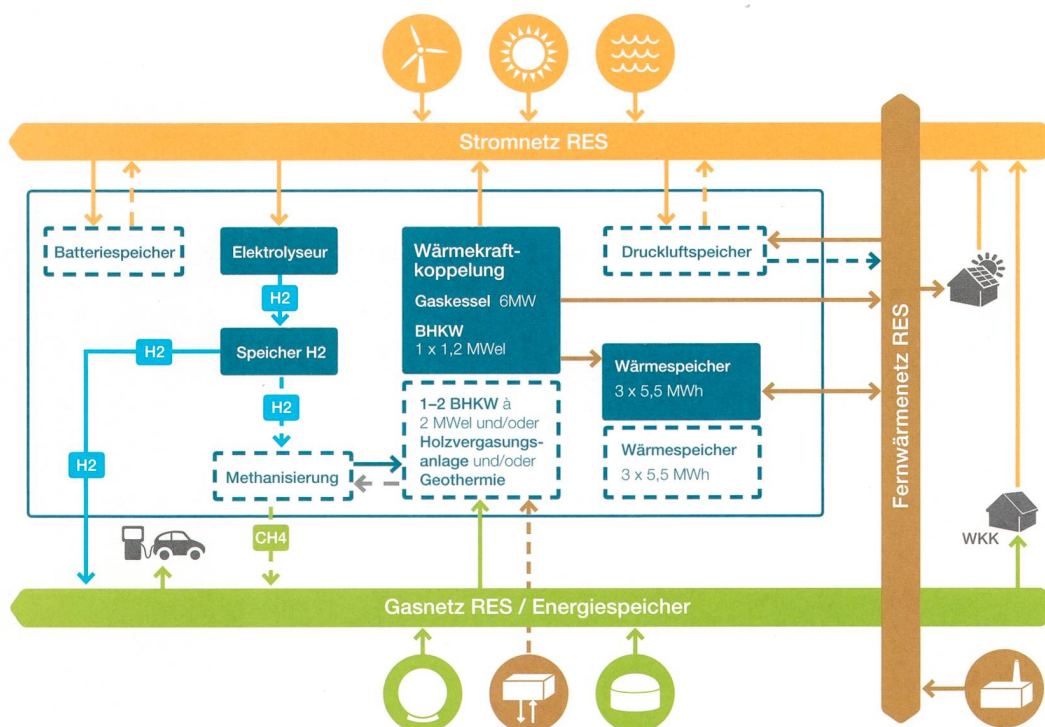 Stromnetz RES
Batteriespeicher
Elektrolyseur
Wärmekraft-
koppelung
Gaskessel 6MW
BHKW
1 x 1,2 MWel
Druckluftspeicher
H2
Speicher H2
H2
H2
H2
Wärmespeicher
3 x 5,5 MWh
1–2 BHKW à
2 MWel und/oder
Holzvergasungs-
anlage und/oder
Geothermie
Wärmespeicher
3 x 5,5 MWh
Methanisierung
CH4
Fernwärmenetz RES
WKK
Gasnetz RES / Energiespeicher